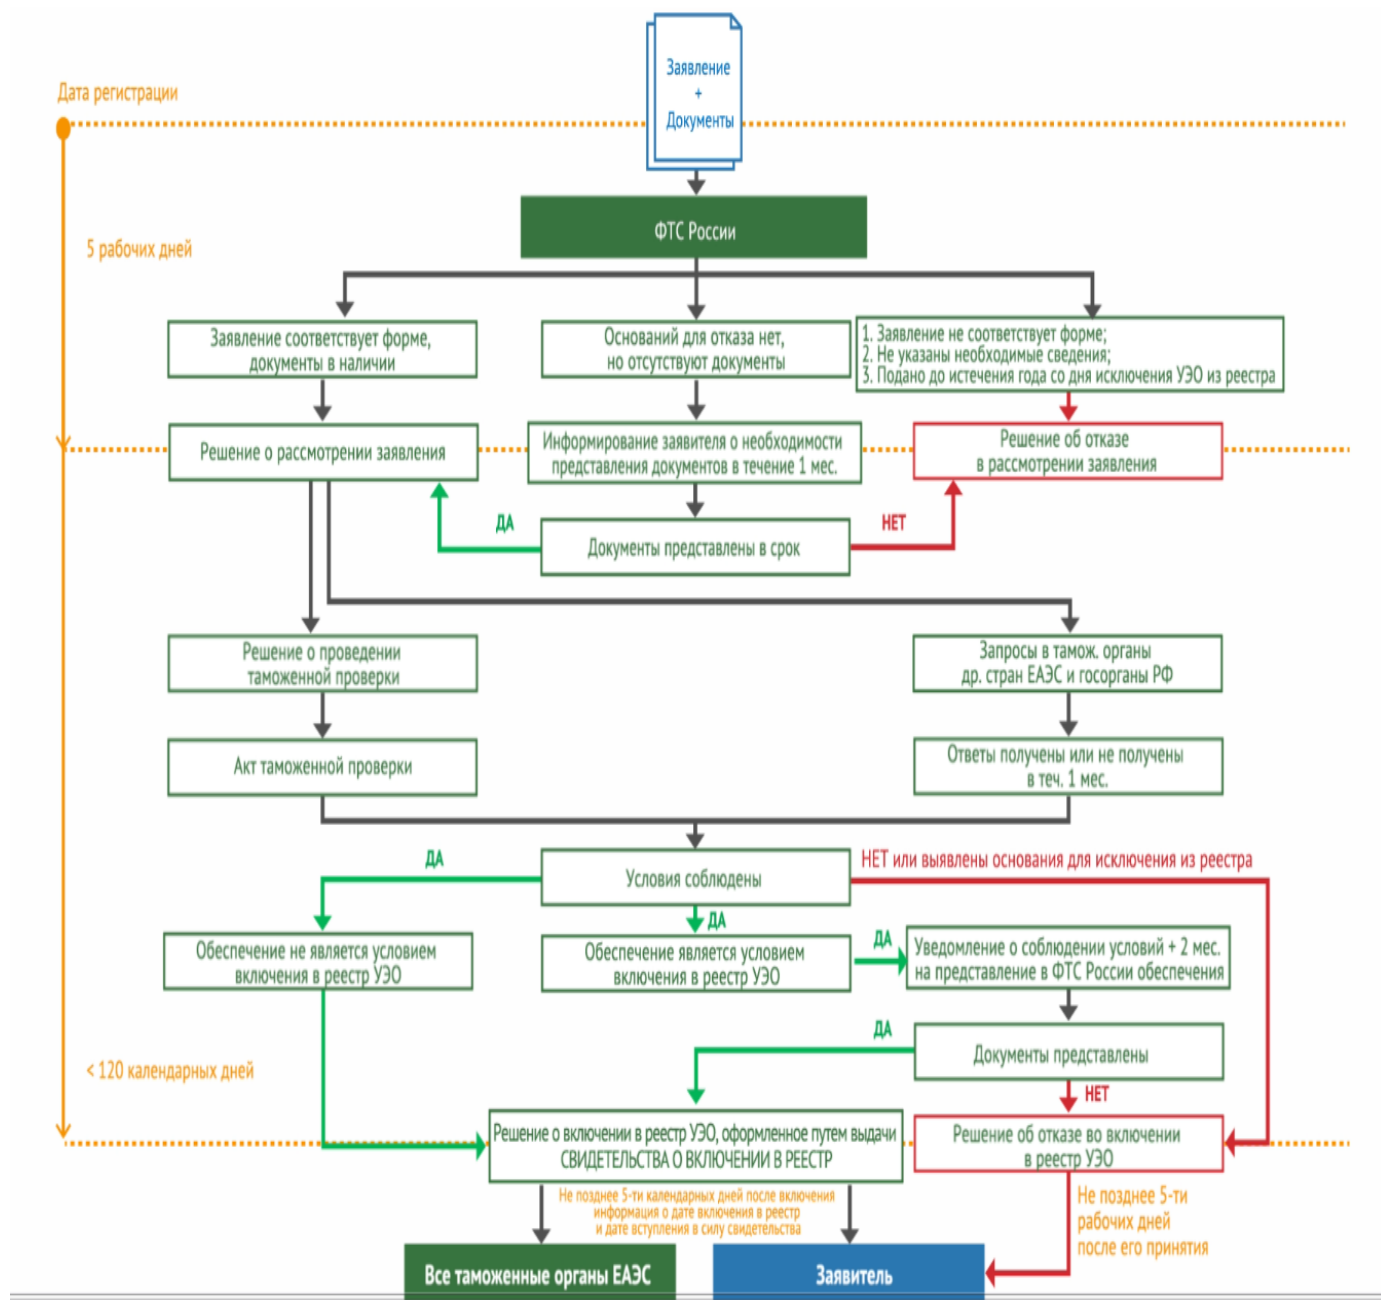 Заявление
+
Документы
Дата регистрации
ФТС России
5 рабочих дней
Заявление соответствует форме,
документы в наличии
Оснований для отказа нет,
но отсутствуют документы
1. Заявление не соответствует форме;
2. Не указаны необходимые сведения;
3. Подано до истечения года со дня исключения УЭО из реестра
Решение о рассмотрении заявления
Информирование заявителя о необходимости
представления документов в течение 1 мес.
Решение об отказе
в рассмотрении заявления
ДА
НЕТ
Документы представлены в срок
Решение о проведении
таможенной проверки
Запросы в тамож. органы
др. стран ЕАЭС и госорганы РФ
Акт таможенной проверки
Ответы получены или не получены
в теч. 1 мес.
ДА
Условия соблюдены
НЕТ или выявлены основания для исключения из реестра
ДА
Обеспечение не является условием
включения в реестр УЭО
Обеспечение является условием
включения в реестр УЭО
ДА
Уведомление о соблюдении условий + 2 мес.
на представление в ФТС России обеспечения
ДА
Документы представлены
< 120 календарных дней
НЕТ
Решение о включении в реестр УЭО, оформленное путем выдачи
СВИДЕТЕЛЬСТВА О ВКЛЮЧЕНИИ В РЕЕСТР
Решение об отказе во включении
в реестр УЭО
Не позднее 5-ти календарных дней после включения
информация о дате включения в реестр
и дате вступления в силу свидетельства
Не позднее 5-ти
рабочих дней
после его принятия
Все таможенные органы ЕАЭС
Заявитель